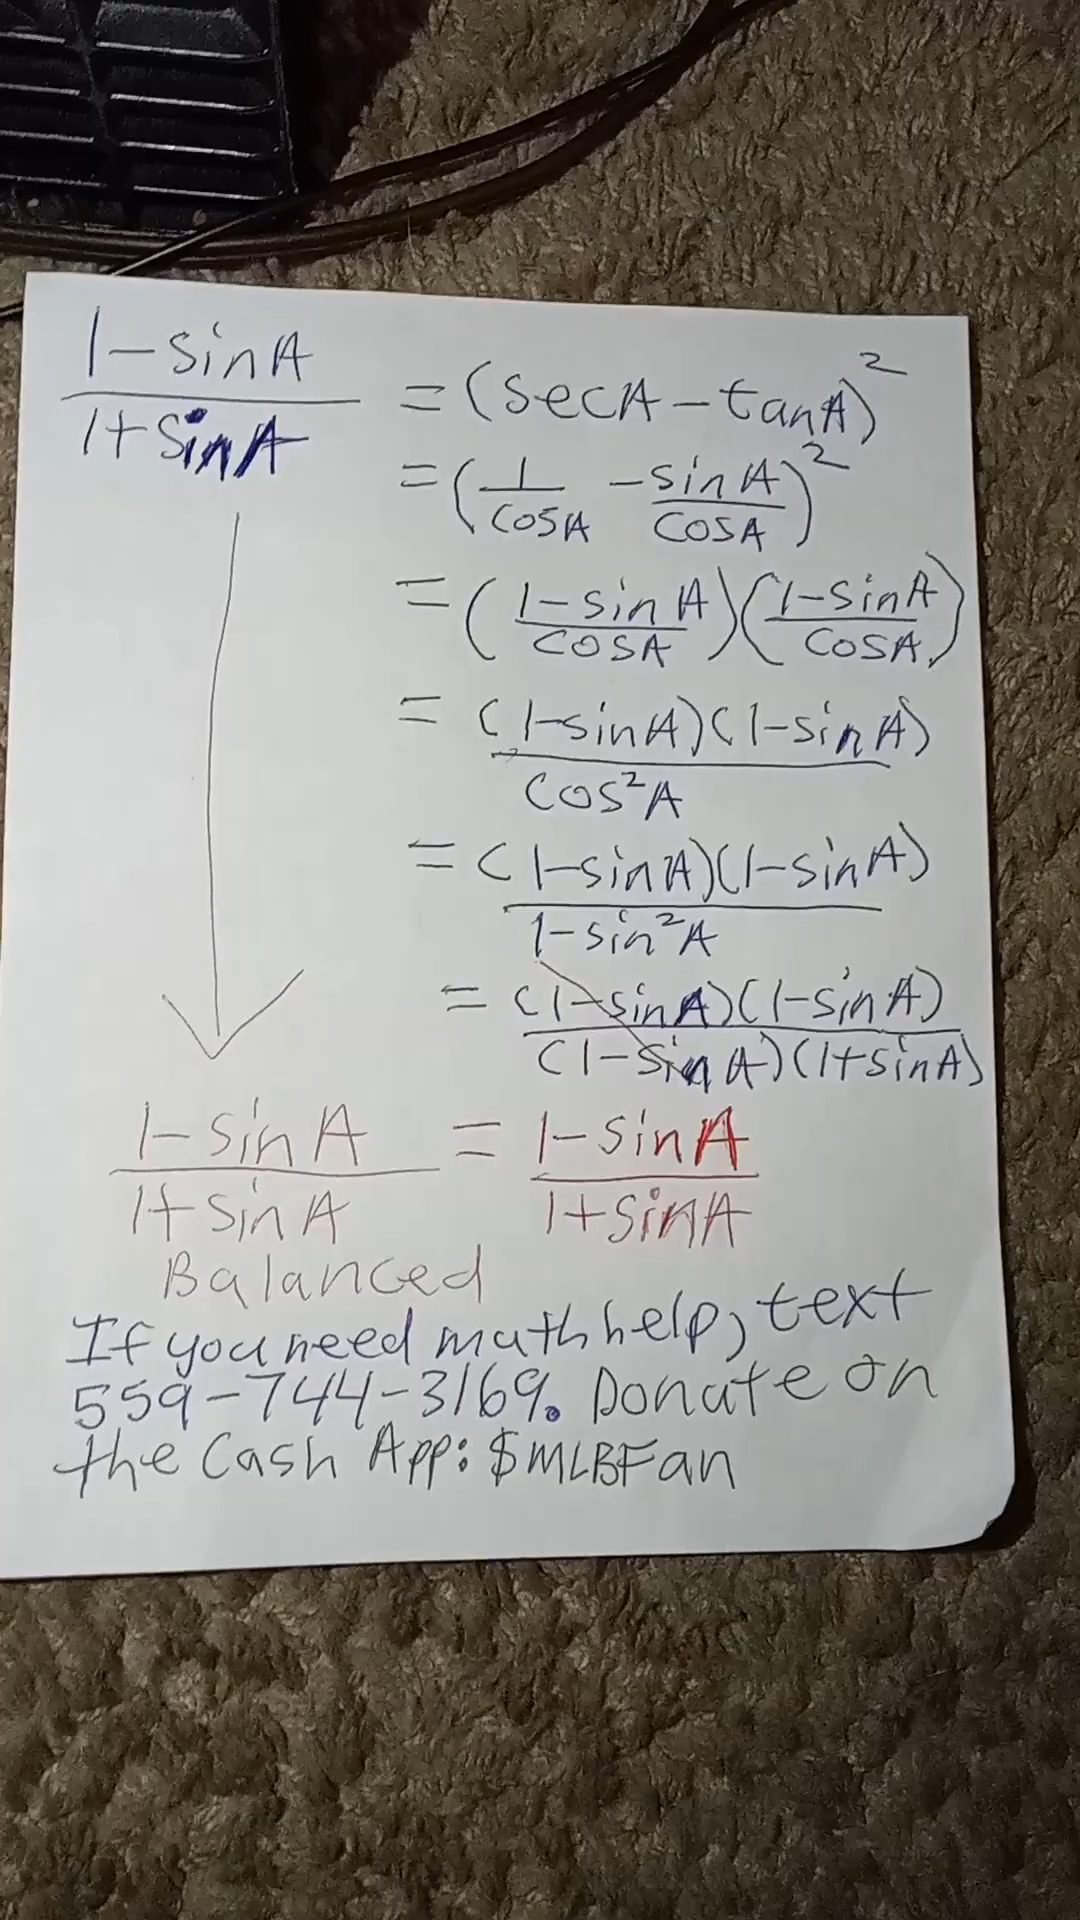 1-sinA
1+sinA
=(secA-tanA)²
=(1/cosA - sinA/cosA)²
=(1-sinA/cosA)(1-sinA/cosA)
=(1-sinA)(1-sinA)
cos²A
=(1-sinA)(1-sinA)
1-sin²A
=(1-sinA)(1-sinA)
(1-sinA)(1+sinA)
1-sinA = 1-sinA
1+sinA 1+sinA
Balanced
If you need math help, text
559-744-3169. Donate on
the Cash App: $MLBFan